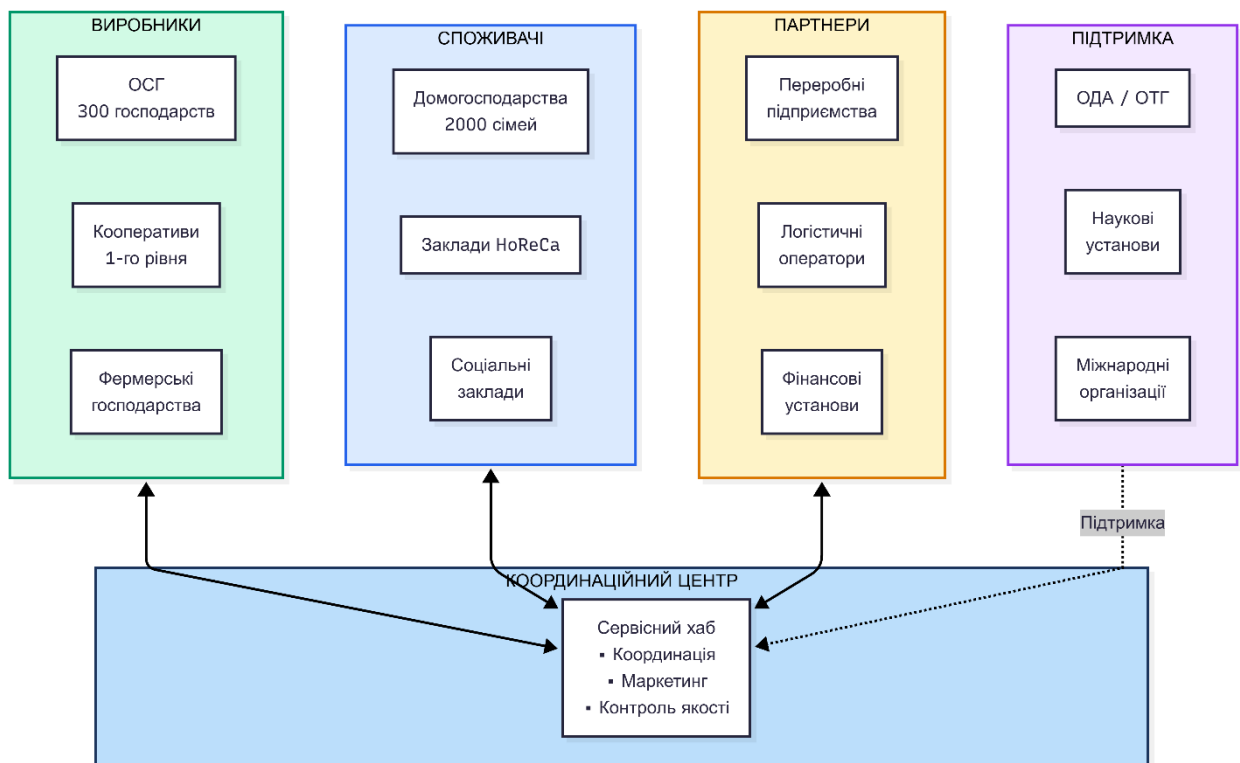 ВИРОБНИКИ
ОСГ
300 господарств
Кооперативи
1-го рівня
Фермерські
господарства
СПОЖИВАЧІ
Домогосподарства
2000 сімей
Заклади HoReCa
Соціальні
заклади
ПАРТНЕРИ
Переробні
підприємства
Логістичні
оператори
Фінансові
установи
ПІДТРИМКА
ОДА / ОТГ
Наукові
установи
Міжнародні
організації
Підтримка
КООРДИНАЦІЙНИЙ ЦЕНТР
Сервісний хаб
▪ Координація
▪ Маркетинг
▪ Контроль якості